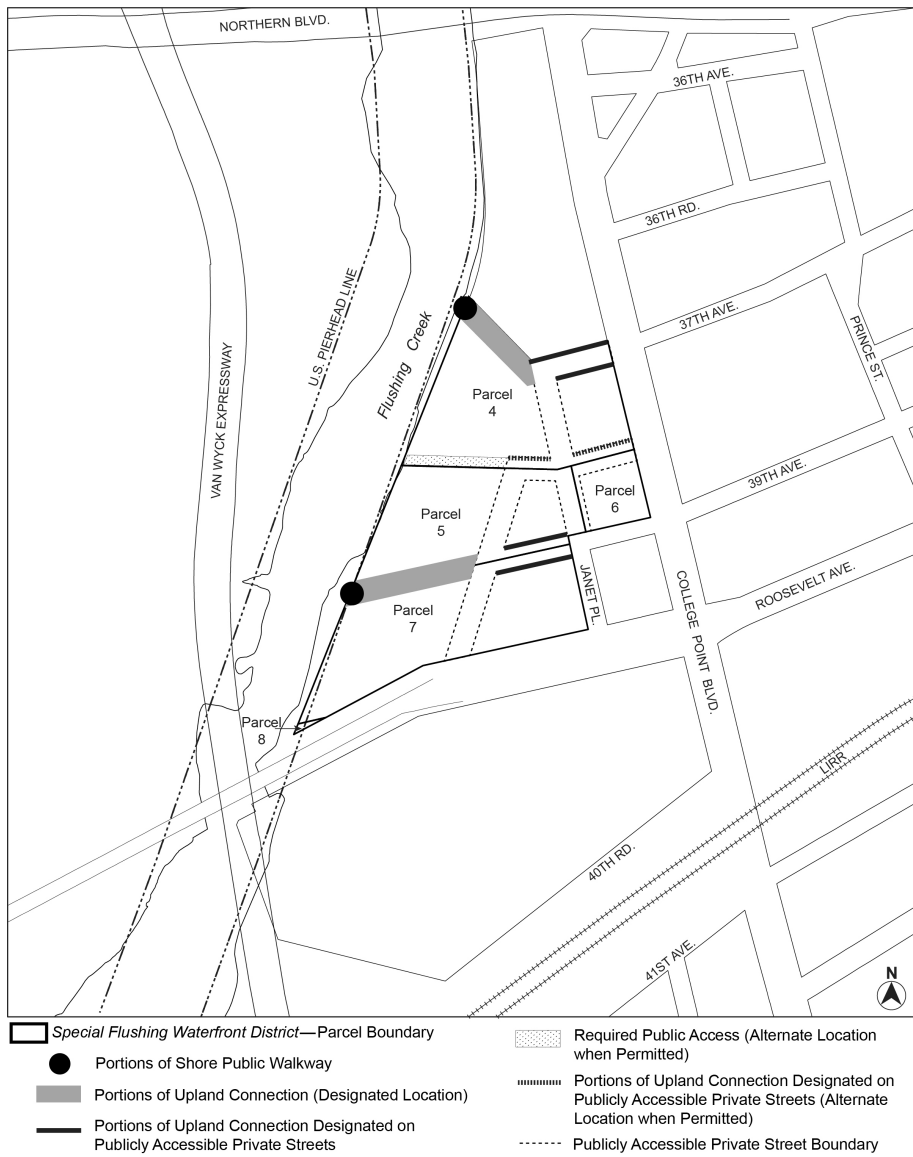 NORTHERN BLVD.
36TH AVE.
36TH RD.
37TH AVE.
PRINCE ST.
U.S. PIERHEAD LINE
Flushing Creek
VAN WYCK EXPRESSWAY
Parcel
4
39TH AVE.
Parcel
6
Parcel
5
ROOSEVELT AVE.
JANET PL.
COLLEGE POINT BLVD.
Parcel
7
Parcel
8
LIRR
40TH RD.
41ST AVE.
N
Special Flushing Waterfront District—Parcel Boundary
Portions of Shore Public Walkway
Portions of Upland Connection (Designated Location)
Portions of Upland Connection Designated on
Publicly Accessible Private Streets
Required Public Access (Alternate Location
when Permitted)
Portions of Upland Connection Designated on
Publicly Accessible Private Streets (Alternate
Location when Permitted)
Publicly Accessible Private Street Boundary